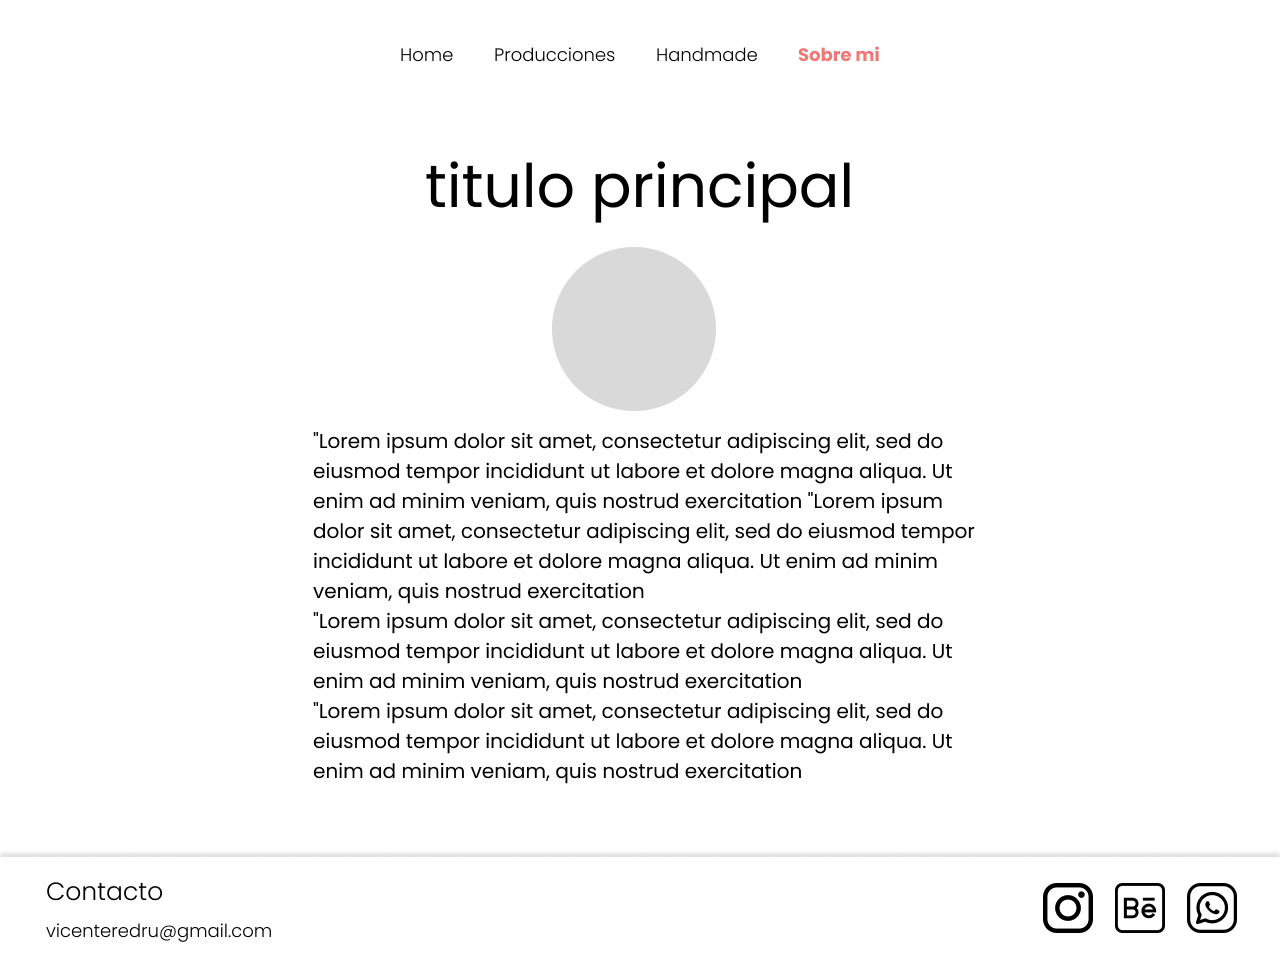 Home Producciones Handmade Sobre mi
titulo principal
"Lorem ipsum dolor sit amet, consectetur adipiscing elit, sed do
eiusmod tempor incididunt ut labore et dolore magna aliqua. Ut
enim ad minim veniam, quis nostrud exercitation "Lorem ipsum
dolor sit amet, consectetur adipiscing elit, sed do eiusmod tempor
incididunt ut labore et dolore magna aliqua. Ut enim ad minim
veniam, quis nostrud exercitation
"Lorem ipsum dolor sit amet, consectetur adipiscing elit, sed do
eiusmod tempor incididunt ut labore et dolore magna aliqua. Ut
enim ad minim veniam, quis nostrud exercitation
"Lorem ipsum dolor sit amet, consectetur adipiscing elit, sed do
eiusmod tempor incididunt ut labore et dolore magna aliqua. Ut
enim ad minim veniam, quis nostrud exercitation
Contacto
vicenteredru@gmail.com
Bē